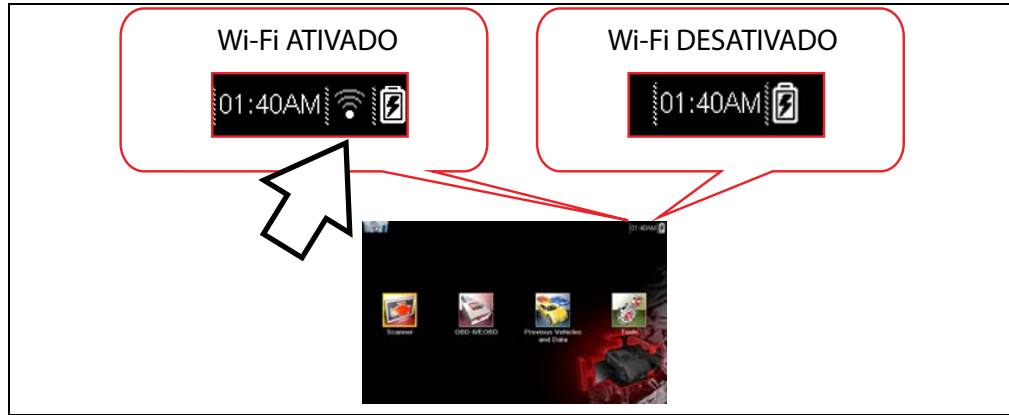 Wi-Fi ATIVADO
Wi-Fi DESATIVADO
01:40AM
01:40AM
01:40AM
Scanner
OBD-II/EOBD
Previous Vehicles
and Data
Tools